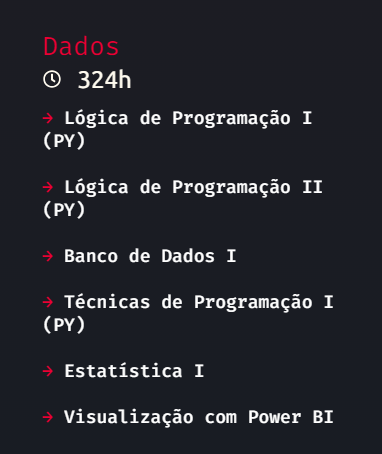 Dados
324h
→ Lógica de Programação I
(PY)
→ Lógica de Programação II
(PY)
→ Banco de Dados I
→ Técnicas de Programação I
(PY)
→ Estatística I
→ Visualização com Power BI